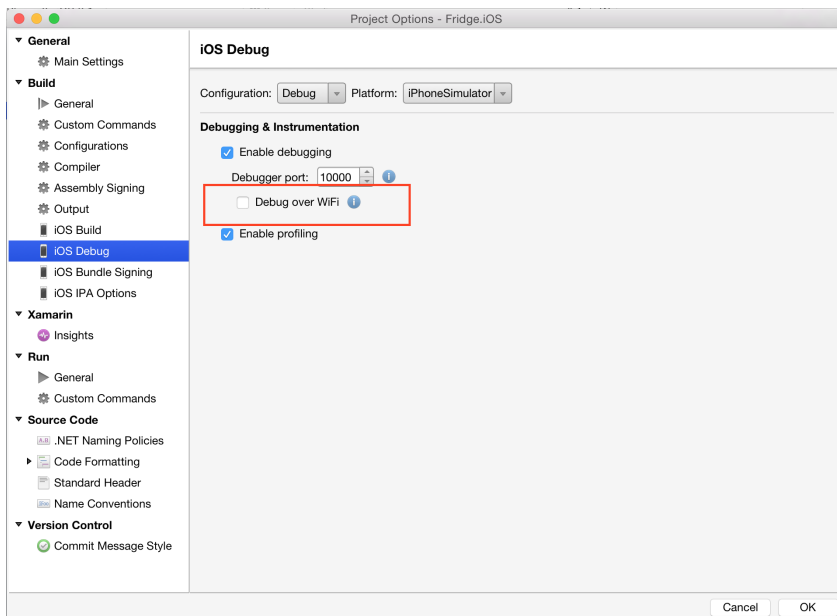 Project Options - Fridge.iOS
General
Main Settings
Build
General
Custom Commands
Configurations
Compiler
Assembly Signing
Output
iOS Build
iOS Debug
iOS Bundle Signing
iOS IPA Options
Xamarin
Insights
Run
General
Custom Commands
Source Code
.NET Naming Policies
Code Formatting
Standard Header
Name Conventions
Version Control
Commit Message Style
iOS Debug
Configuration: Debug Platform: iPhoneSimulator
Debugging & Instrumentation
Enable debugging
Debugger port: 10000
Debug over WiFi
Enable profiling
Cancel OK